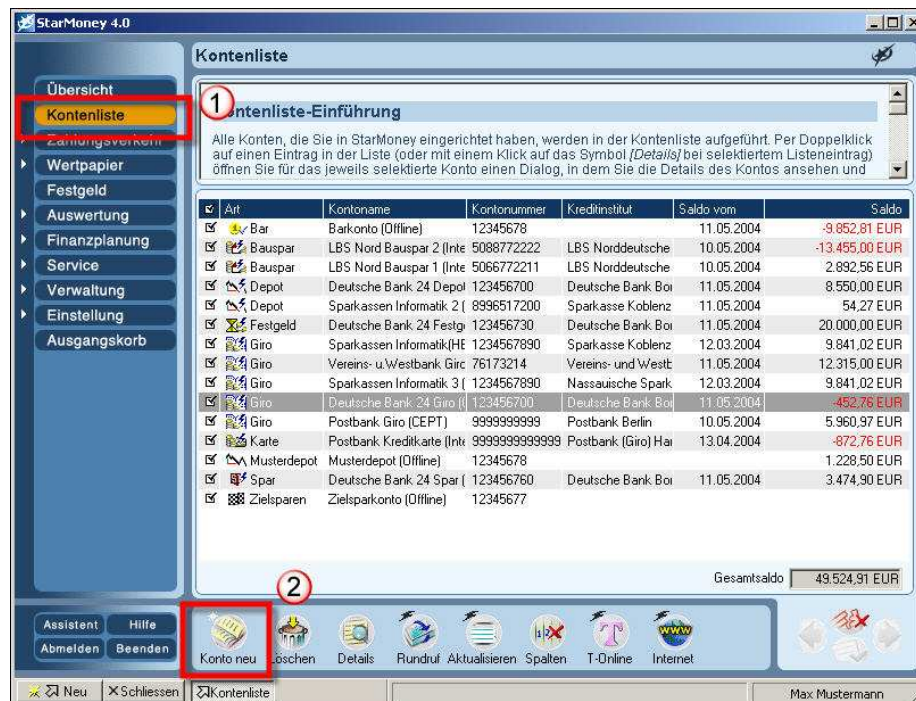 StarMoney 4.0
Kontenliste
Übersicht
Kontenliste
Zahlungsverkehr
Wertpapier
Festgeld
Auswertung
Finanzplanung
Service
Verwaltung
Einstellung
Ausgangskorb
1
ontenliste-Einführung
Alle Konten, die Sie in StarMoney eingerichtet haben, werden in der Kontenliste aufgeführt. Per Doppelklick
auf einen Eintrag in der Liste (oder mit einem Klick auf das Symbol [Details] bei selektiertem Listeneintrag)
öffnen Sie für das jeweils selektierte Konto einen Dialog, in dem Sie die Details des Kontos ansehen und
Art Kontoname Kontonummer Kreditinstitut Saldo vom Saldo
Bar Barkonto (Offline) 12345678 11.05.2004 -9.852,81 EUR
Bauspar LBS Nord Bauspar 2 (Inte 5088772222 LBS Norddeutsche 10.05.2004 -13.455,00 EUR
Bauspar LBS Nord Bauspar 1 (Inte 5066772211 LBS Norddeutsche 10.05.2004 2.892,56 EUR
Depot Deutsche Bank 24 Depot 123456700 Deutsche Bank Bor 11.05.2004 8.550,00 EUR
Depot Sparkassen Informatik 2 ( 8996517200 Sparkasse Koblenz 11.05.2004 54,27 EUR
Festgeld Deutsche Bank 24 Festg 123456730 Deutsche Bank Bor 11.05.2004 20.000,00 EUR
Giro Sparkassen Informatik(HE 1234567890 Sparkasse Koblenz 12.03.2004 9.841,02 EUR
Giro Vereins- u.Westbank Girc 76173214 Vereins- und Westb 11.05.2004 12.315,00 EUR
Giro Sparkassen Informatik 3 ( 1234567890 Nassauische Spark 12.03.2004 9.841,02 EUR
Giro Deutsche Bank 24 Giro (( 123456700 Deutsche Bank Bor 11.05.2004 -452,76 EUR
Giro Postbank Giro (CEPT) 9999999999 Postbank Berlin 10.05.2004 5.960,97 EUR
Karte Postbank Kreditkarte (Inte 9999999999999 Postbank (Giro) Har 13.04.2004 -872,76 EUR
Musterdepot Musterdepot (Offline) 12345678 1.228,50 EUR
Spar Deutsche Bank 24 Spar ( 123456760 Deutsche Bank Bor 11.05.2004 3.474,90 EUR
Zielsparen Zielsparkonto (Offline) 12345677
Gesamtsaldo 49.524,91 EUR
2
Assistent Hilfe
Abmelden Beenden
Konto neu Löschen Details Rundruf Aktualisieren Spalten T-Online Internet
Neu Schliessen Kontenliste Max Mustermann